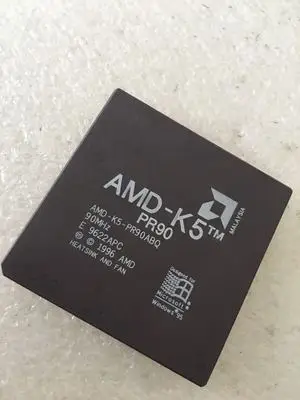 AMD-K5™
PR90
MALAYSIA
AMD-K5-PR90ABQ
90MHz
E 9622APC
© 1996 AMD
HEATSINK AND FAN
Designed for
Microsoft®
Windows®95